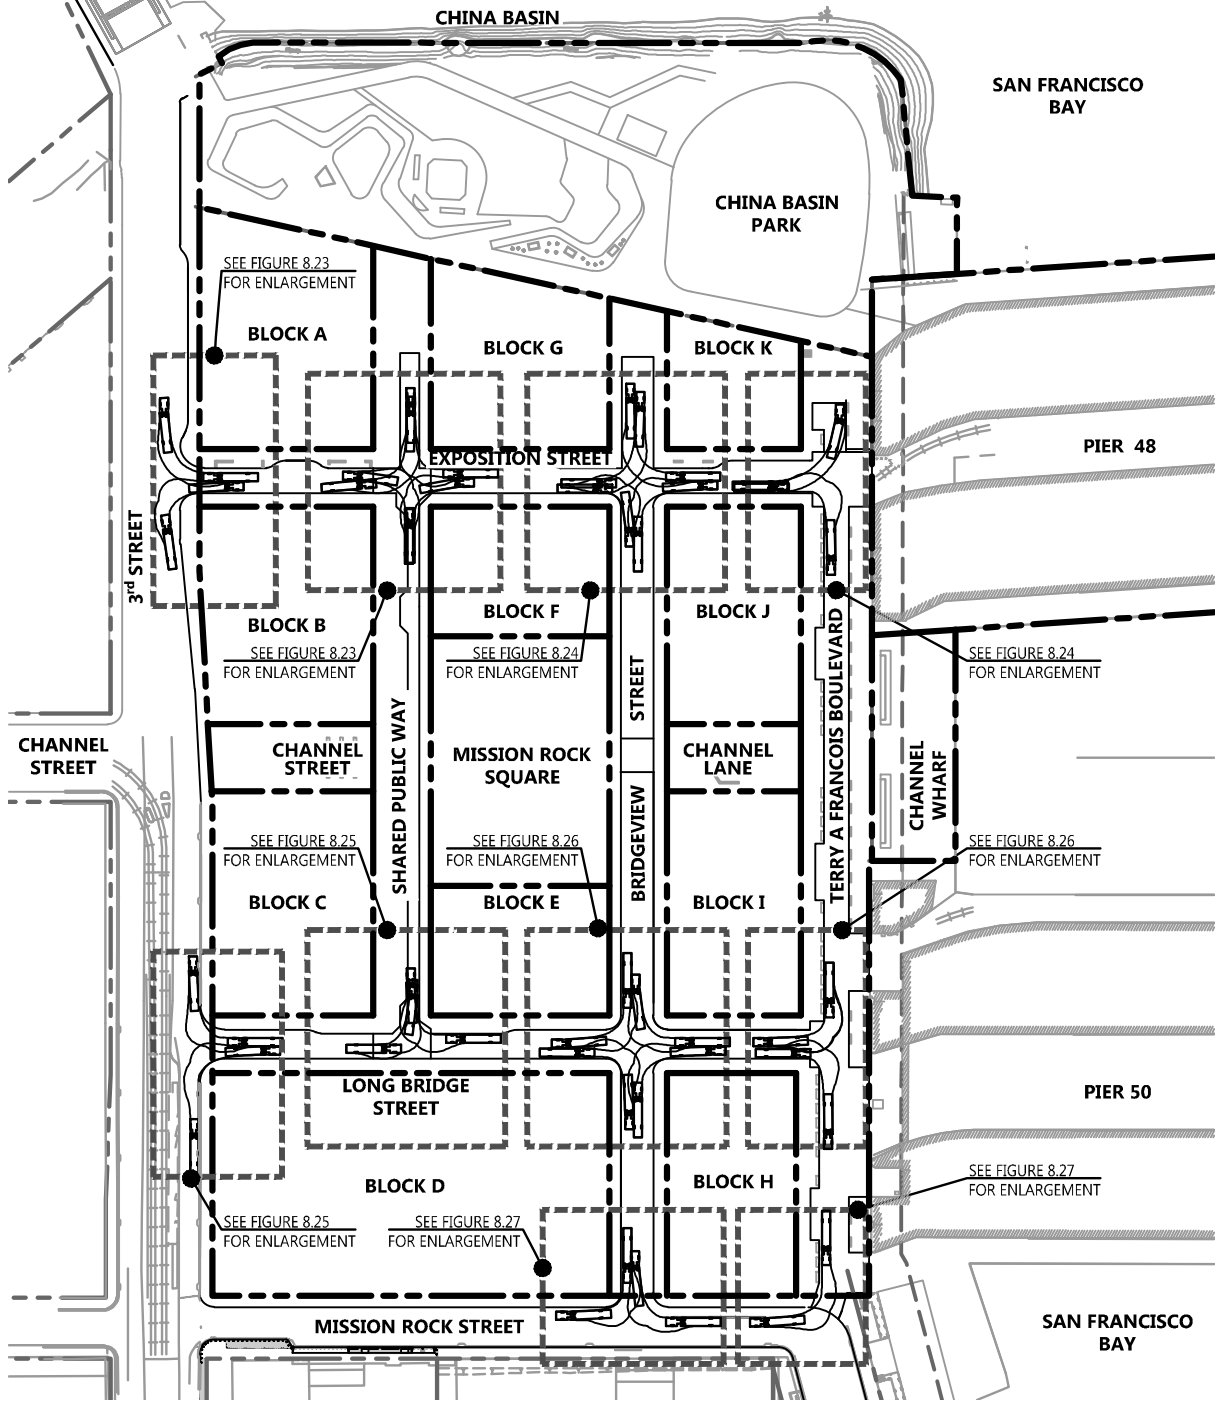 CHINA BASIN
SAN FRANCISCO
BAY
CHINA BASIN
PARK
SEE FIGURE 8.23
FOR ENLARGEMENT
BLOCK A
BLOCK G
BLOCK K
PIER 48
EXPOSITION STREET
3rd STREET
BLOCK B
BLOCK F
BLOCK J
SEE FIGURE 8.23
FOR ENLARGEMENT
SEE FIGURE 8.24
FOR ENLARGEMENT
SEE FIGURE 8.24
FOR ENLARGEMENT
CHANNEL
STREET
CHANNEL
STREET
SHARED PUBLIC WAY
MISSION ROCK
SQUARE
BRIDGEVIEW STREET
CHANNEL
LANE
TERRY A FRANCOIS BOULEVARD
CHANNEL
WHARF
SEE FIGURE 8.25
FOR ENLARGEMENT
SEE FIGURE 8.26
FOR ENLARGEMENT
SEE FIGURE 8.26
FOR ENLARGEMENT
BLOCK C
BLOCK E
BLOCK I
LONG BRIDGE
STREET
PIER 50
BLOCK D
BLOCK H
SEE FIGURE 8.27
FOR ENLARGEMENT
SEE FIGURE 8.25
FOR ENLARGEMENT
SEE FIGURE 8.27
FOR ENLARGEMENT
MISSION ROCK STREET
SAN FRANCISCO
BAY